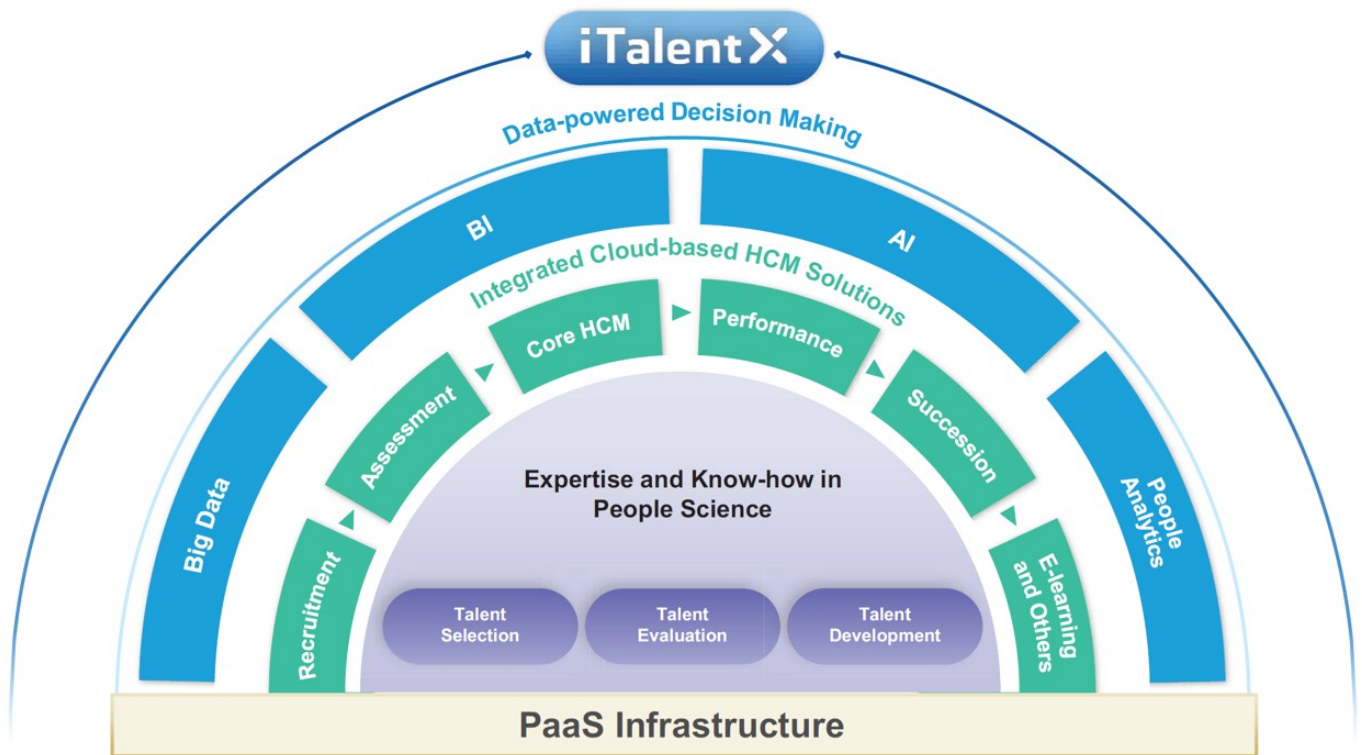 iTalentX
Data-powered Decision Making
Big Data
BI
AI
People
Analytics
Integrated Cloud-based HCM Solutions
Recruitment
Assessment
Core HCM
Performance
Succession
E-learning
and Others
Expertise and Know-how in
People Science
Talent
Selection
Talent
Evaluation
Talent
Development
PaaS Infrastructure